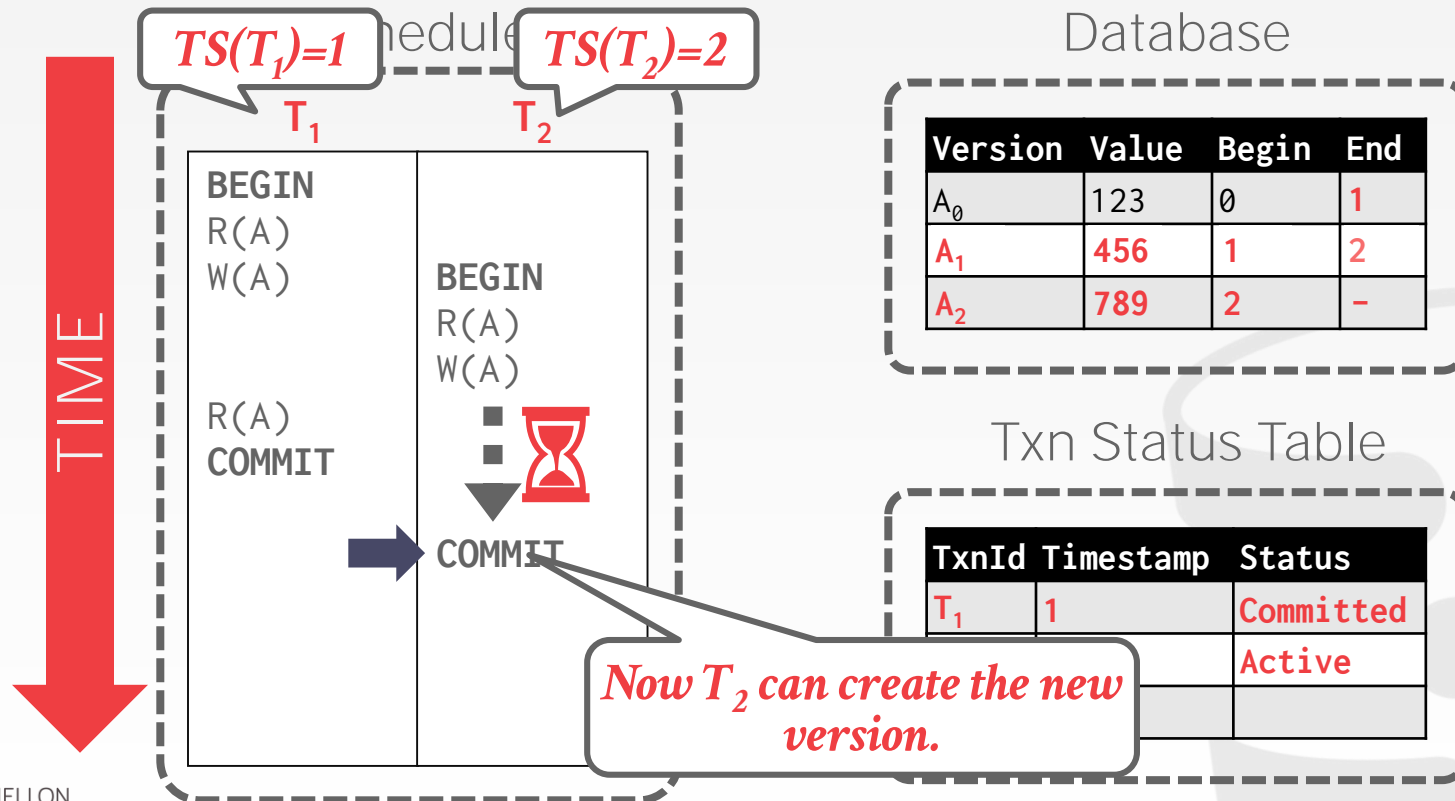 hedule
TS(T₁)=1
TS(T₂)=2
T₁ T₂
BEGIN
R(A)
W(A) BEGIN
R(A)
W(A)
R(A)
COMMIT
COMMIT
Now T₂ can create the new
version.
TIME
Database
Version Value Begin End
A₀ 123 0 1
A₁ 456 1 2
A₂ 789 2 -
Txn Status Table
TxnId Timestamp Status
T₁ 1 Committed
Active